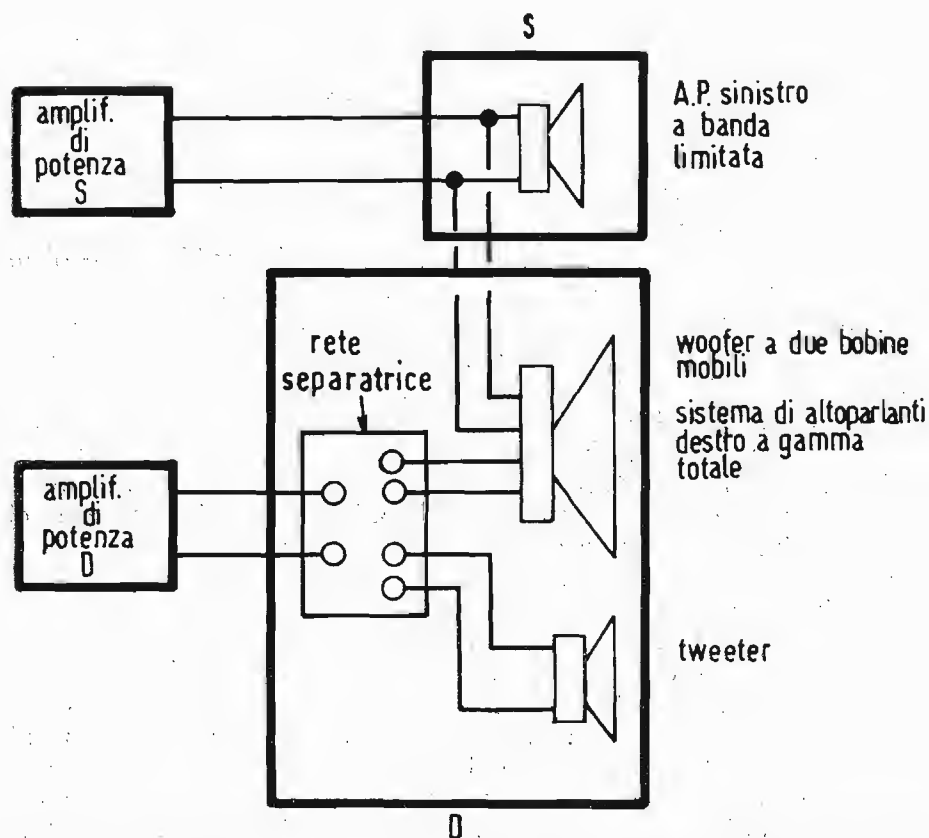 S
amplif.
di
potenza
S
A.P. sinistro
a banda
limitata
rete
separatrice
woofer a due bobine
mobili
sistema di altoparlanti
destro a gamma
totale
amplif.
di
potenza
D
tweeter
D